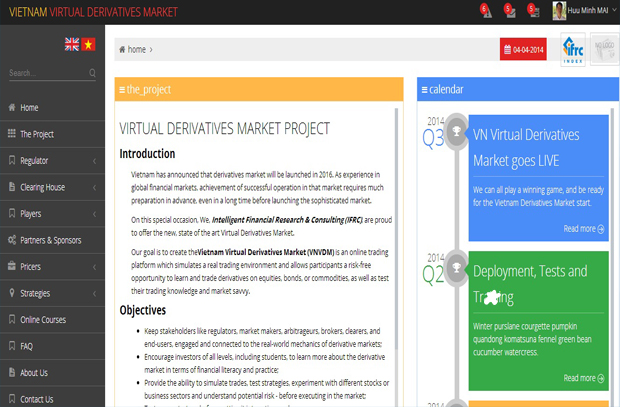 VIETNAM VIRTUAL DERIVATIVES MARKET
6
5
5
Huu Minh MAI
Search...
home ›
04-04-2014
ifrc
INDEX
NO LOGO
Home
The Project
Regulator
Clearing House
Players
Partners & Sponsors
Pricers
Strategies
Online Courses
FAQ
About Us
Contact Us
the_project
VIRTUAL DERIVATIVES MARKET PROJECT
Introduction
Vietnam has announced that derivatives market will be launched in 2016. As experience in
global financial markets, achievement of successful operation in that market requires much
preparation in advance, even in a long time before launching the sophisticated market.
On this special occasion, We, Intelligent Financial Research & Consulting (IFRC) are proud
to offer the new, state of the art Virtual Derivatives Market.
Our goal is to create theVietnam Virtual Derivatives Market (VNVDM) is an online trading
platform which simulates a real trading environment and allows participants a risk-free
opportunity to learn and trade derivatives on equities, bonds, or commodities, as well as test
their trading knowledge and market savvy.
Objectives
• Keep stakeholders like regulators, market makers, arbitrageurs, brokers, clearers, and
end-users, engaged and connected to the real-world mechanics of derivative markets;
• Encourage investors of all levels, including students, to learn more about the derivative
market in terms of financial literacy and practice;
• Provide the ability to simulate trades, test strategies, experiment with different stocks or
business sectors and understand potential risk - before executing in the market;
calendar
2014
Q3
VN Virtual Derivatives
Market goes LIVE
We can all play a winning game, and be ready
for the Vietnam Derivatives Market start.
Read more
2014
Q2
Deployment, Tests and
Winter purslane courgette pumpkin
quandong komatsuna fennel green bean
cucumber watercress.
Read more
2014